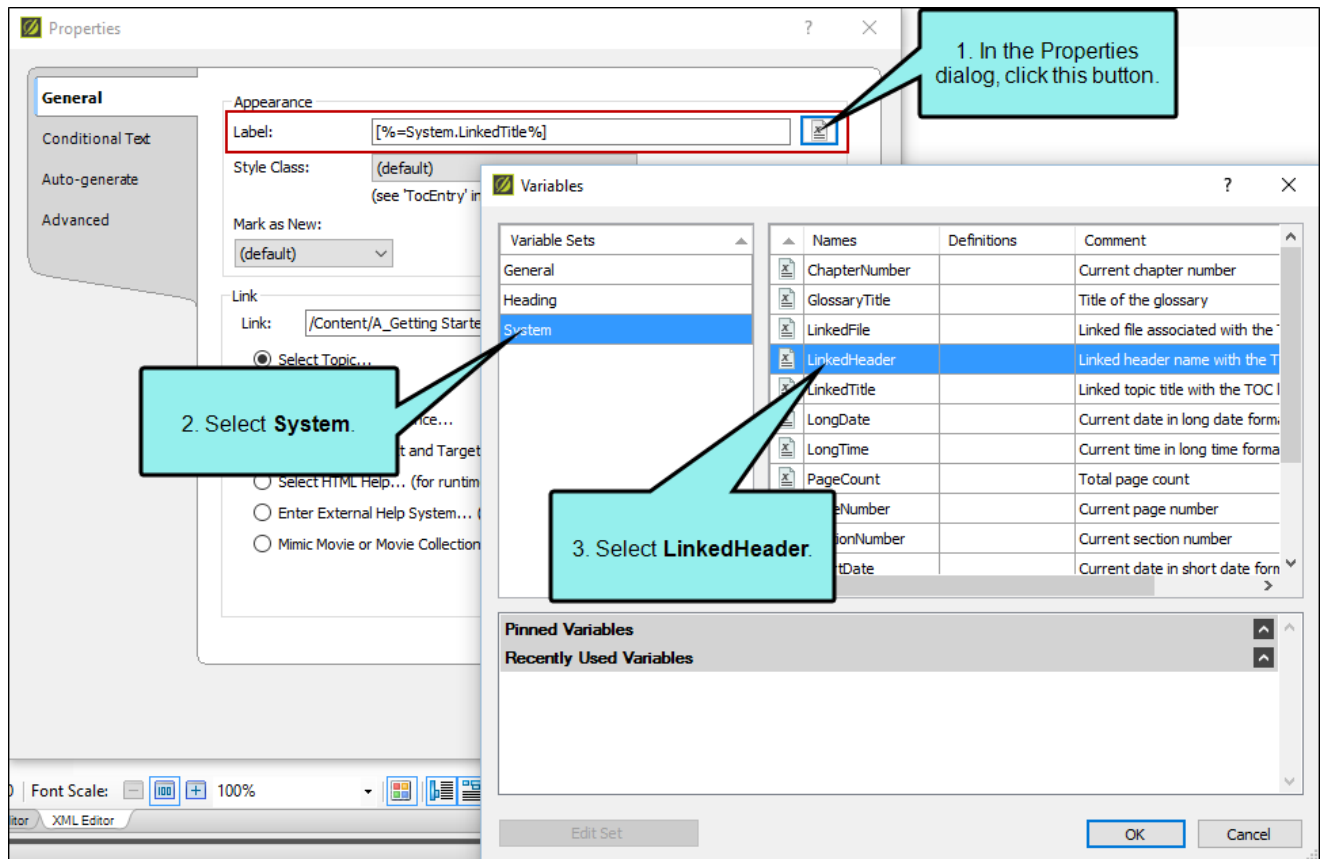 Properties
?
1. In the Properties
dialog, click this button.
General
Conditional Text
Auto-generate
Advanced
Appearance
Label: [%=System.LinkedTitle%]
Style Class: (default)
(see 'TocEntry' in
Mark as New:
(default)
Link
Link: /Content/A_Getting Starte
Select Topic...
t and Target
Select HTML Help... (for runtim
Enter External Help System... (
Mimic Movie or Movie Collection
2. Select System.
Variables
?
Variable Sets
General
Heading
System
Names Definitions Comment
ChapterNumber Current chapter number
GlossaryTitle Title of the glossary
LinkedFile Linked file associated with the
LinkedHeader Linked header name with the T
LinkedTitle Linked topic title with the TOC l
LongDate Current date in long date forma
LongTime Current time in long time forma
PageCount Total page count
eNumber Current page number
ionNumber Current section number
tDate Current date in short date form
3. Select LinkedHeader.
Pinned Variables
Recently Used Variables
Edit Set OK Cancel
Font Scale: 100%
itor XML Editor